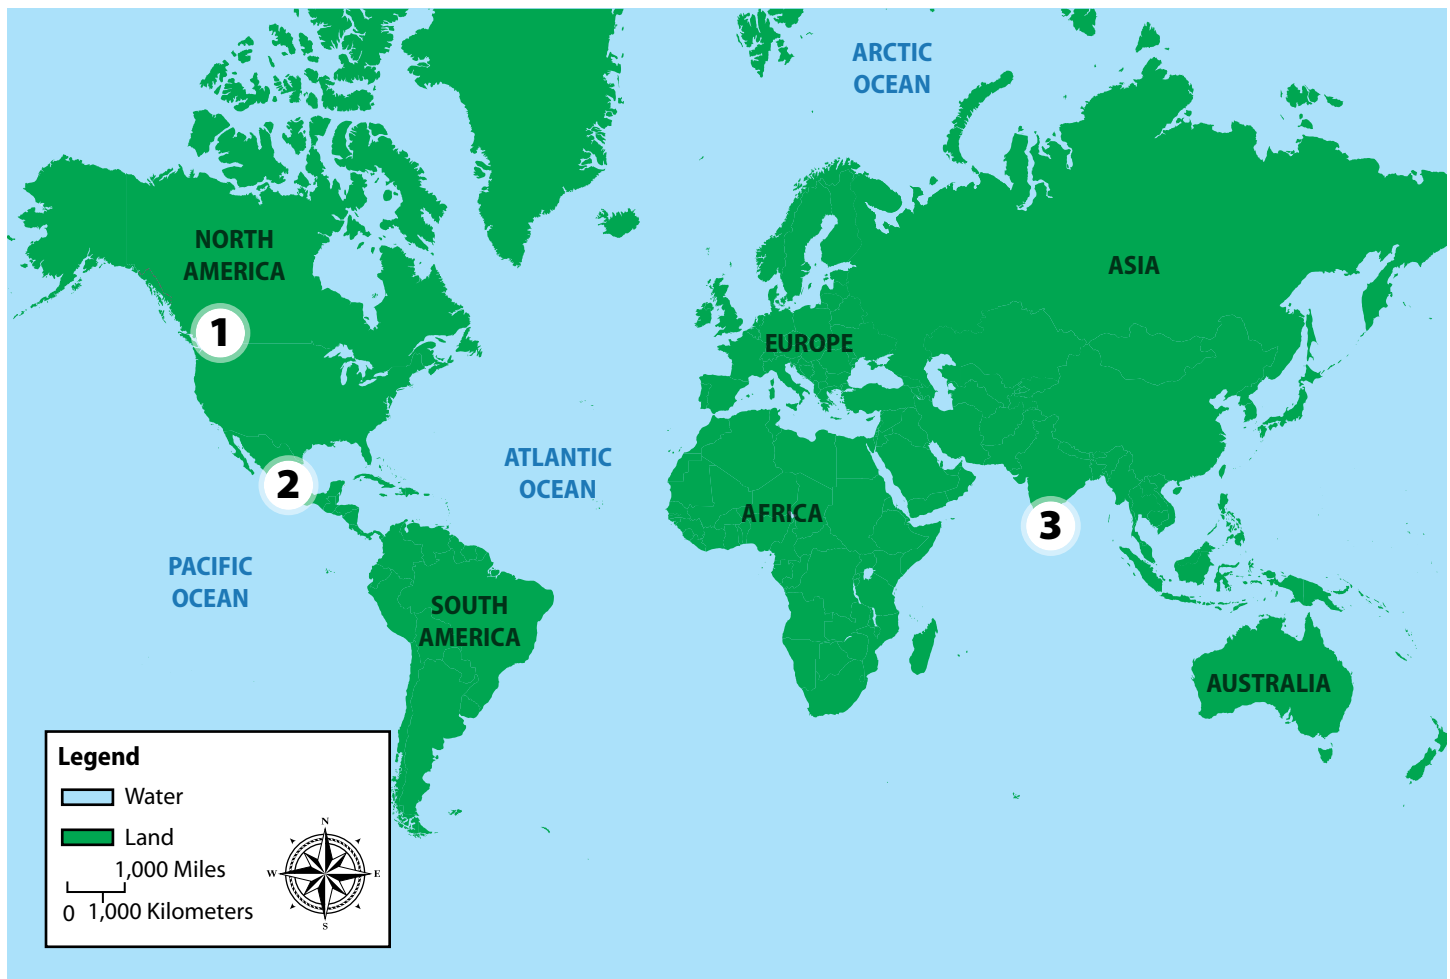 ARCTIC
OCEAN
NORTH
AMERICA
ASIA
1
EUROPE
ATLANTIC
OCEAN
2
AFRICA
3
PACIFIC
OCEAN
SOUTH
AMERICA
AUSTRALIA
Legend
Water
Land
1,000 Miles
0 1,000 Kilometers
N
W E
S